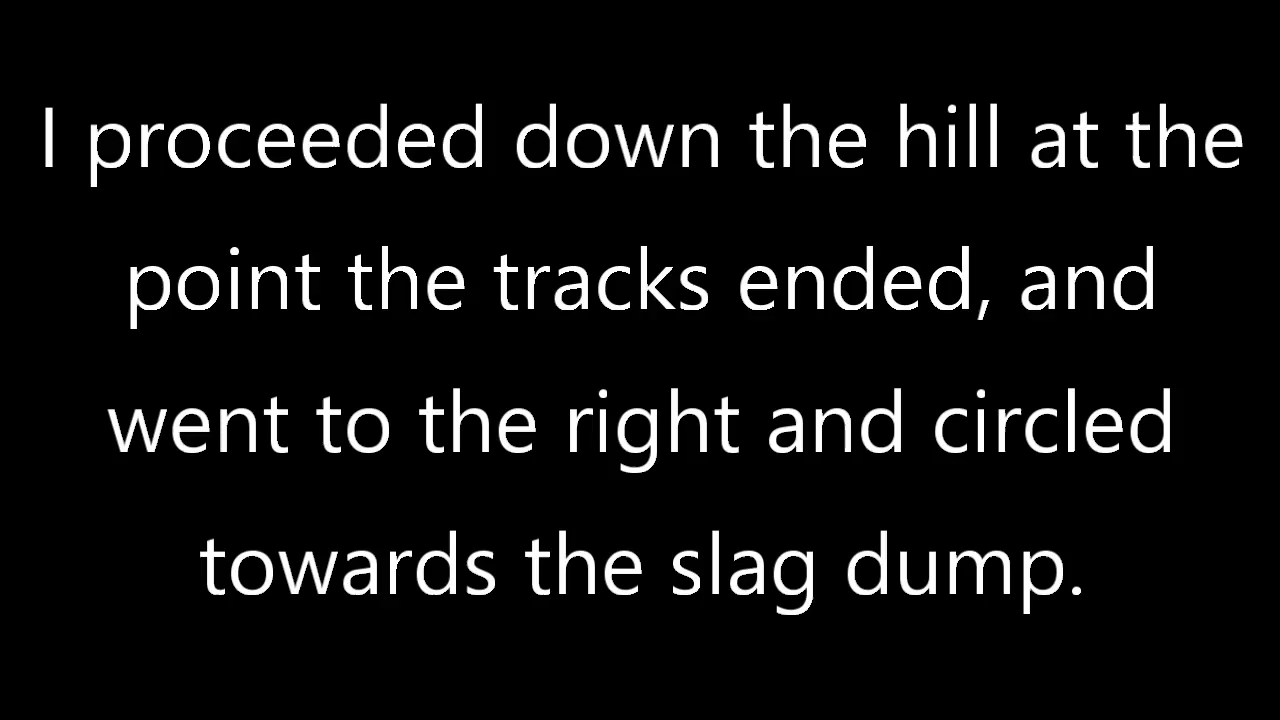 I proceeded down the hill at the
point the tracks ended, and
went to the right and circled
towards the slag dump.